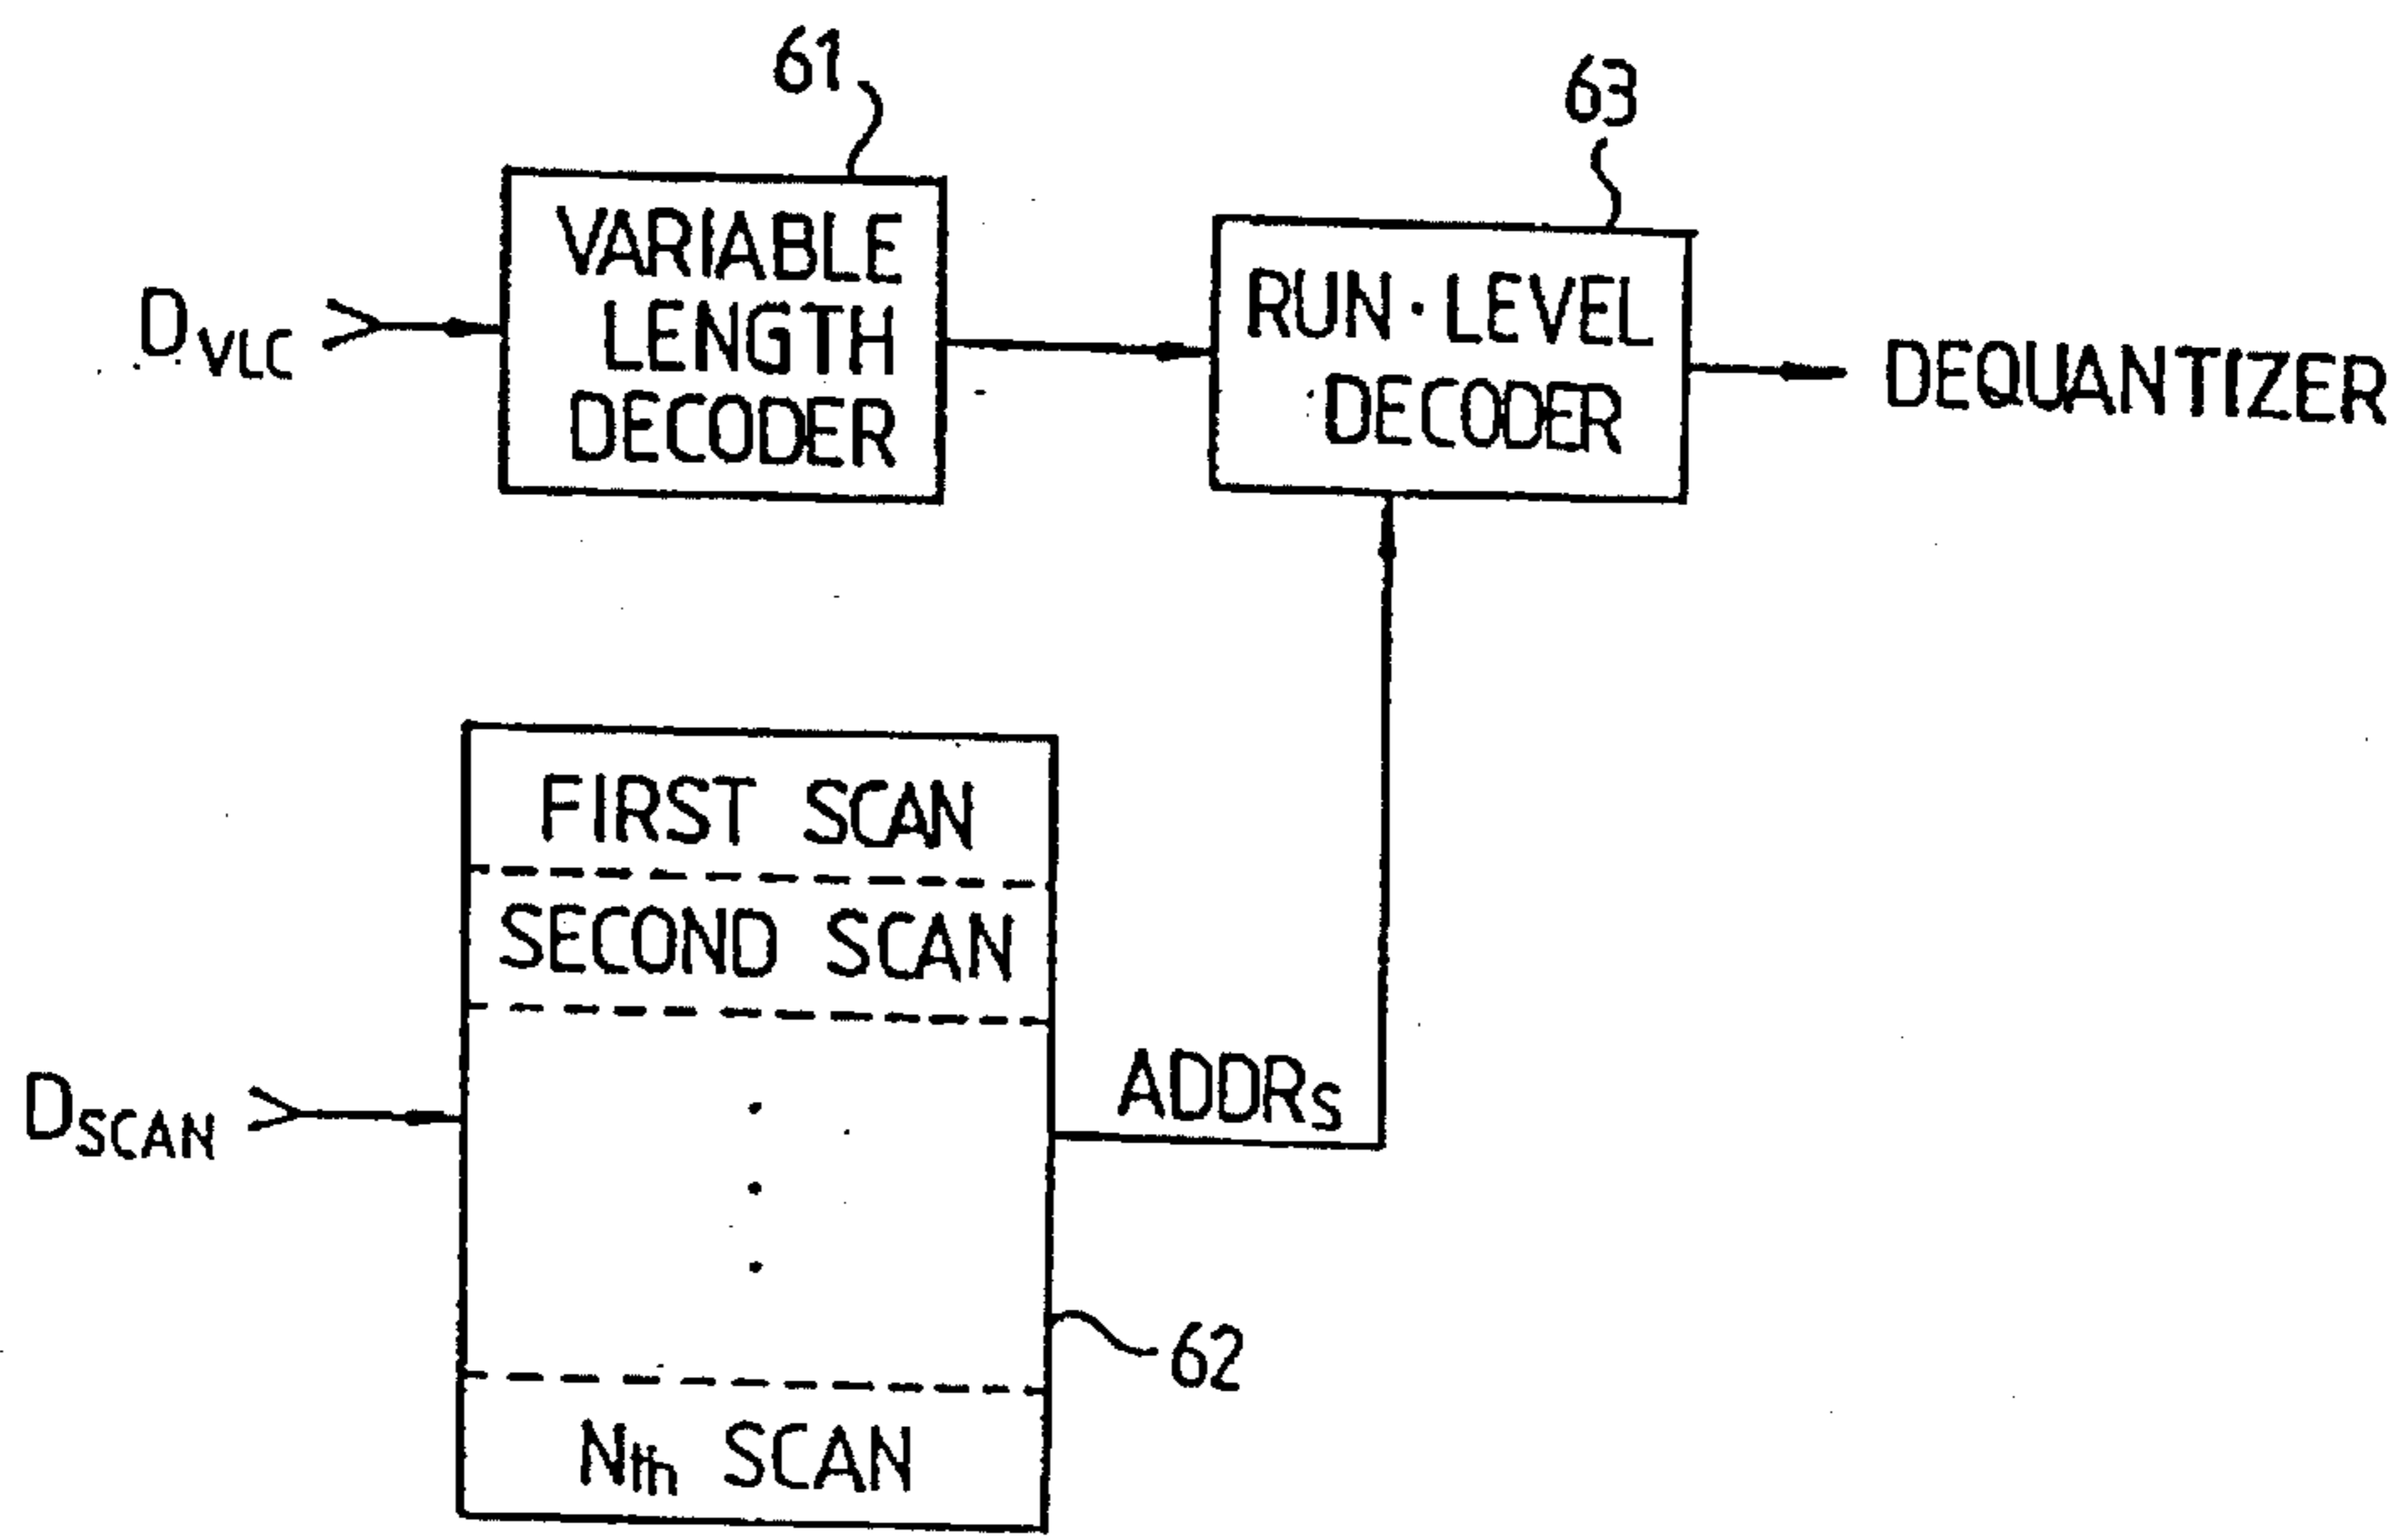 61
63
VARIABLE
LENGTH
DECODER
RUN·LEVEL
DECODER
DVLC
DEQUANTIZER
FIRST SCAN
SECOND SCAN
DSCAN
ADDRS
62
Nth SCAN